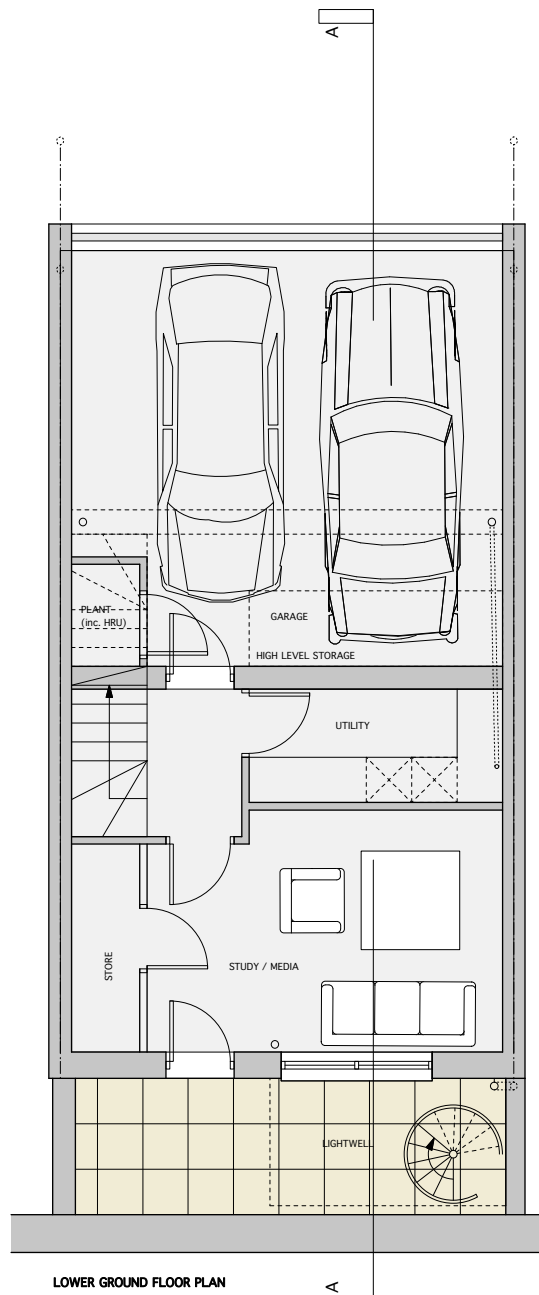 A
PLANT
(inc. HRU)
GARAGE
HIGH LEVEL STORAGE
UTILITY
STORE
STUDY / MEDIA
LIGHTWELL
LOWER GROUND FLOOR PLAN
A